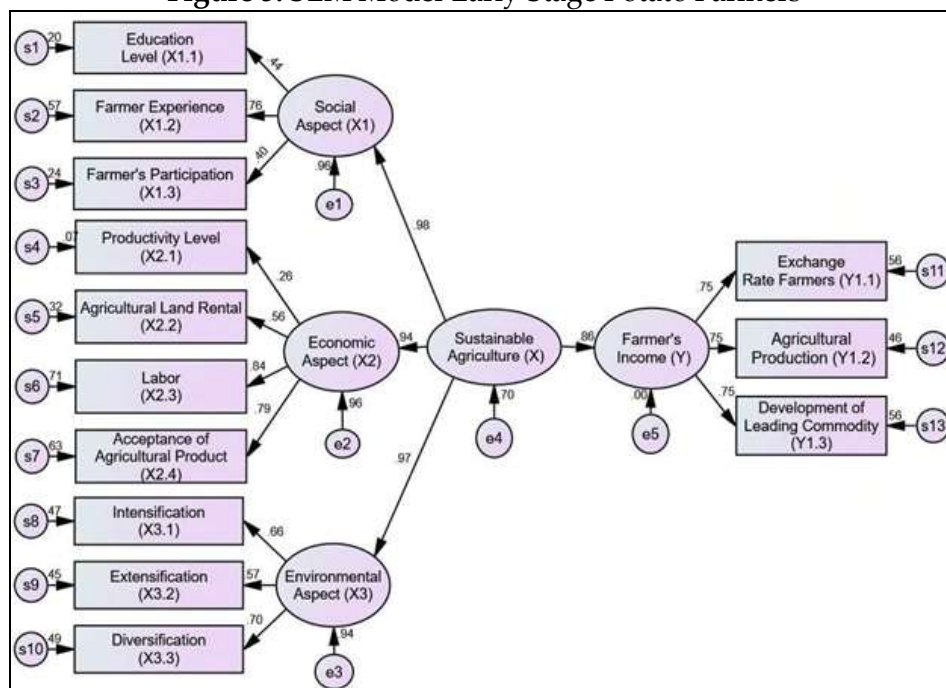 SEM Model Early Stage Potato Farmers
s1
.20
Education
Level (X1.1)
.44
s2
.57
Farmer Experience
(X1.2)
.76
Social
Aspect (X1)
s3
.24
Farmer's Participation
(X1.3)
.40
.96
e1
s4
.07
Productivity Level
(X2.1)
.26
.98
s5
.32
Agricultural Land Rental
(X2.2)
.56
s6
.71
Labor
(X2.3)
.84
Economic
Aspect (X2)
.94
Sustainable
Agriculture (X)
.86
Farmer's
Income (Y)
.75
Exchange
Rate Farmers (Y1.1)
.56
s11
.75
Agricultural
Production (Y1.2)
.46
s12
.75
Development of
Leading Commodity
(Y1.3)
.56
s13
s7
.63
Acceptance of
Agricultural Product
(X2.4)
.79
.96
e2
.70
e4
.00
e5
s8
.47
Intensification
(X3.1)
.66
.97
s9
.45
Extensification
(X3.2)
.57
Environmental
Aspect (X3)
s10
.49
Diversification
(X3.3)
.70
.94
e3